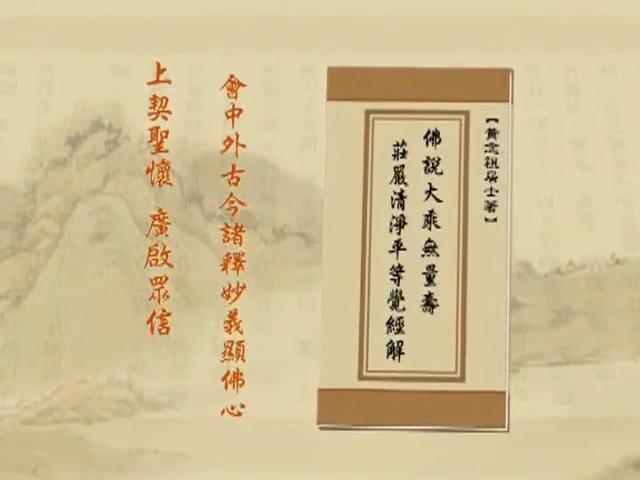 【黃念祖居士著】
佛說大乘無量壽
莊嚴清淨平等覺經解
會中外古今諸釋妙義顯佛心
上契聖懷 廣啟眾信